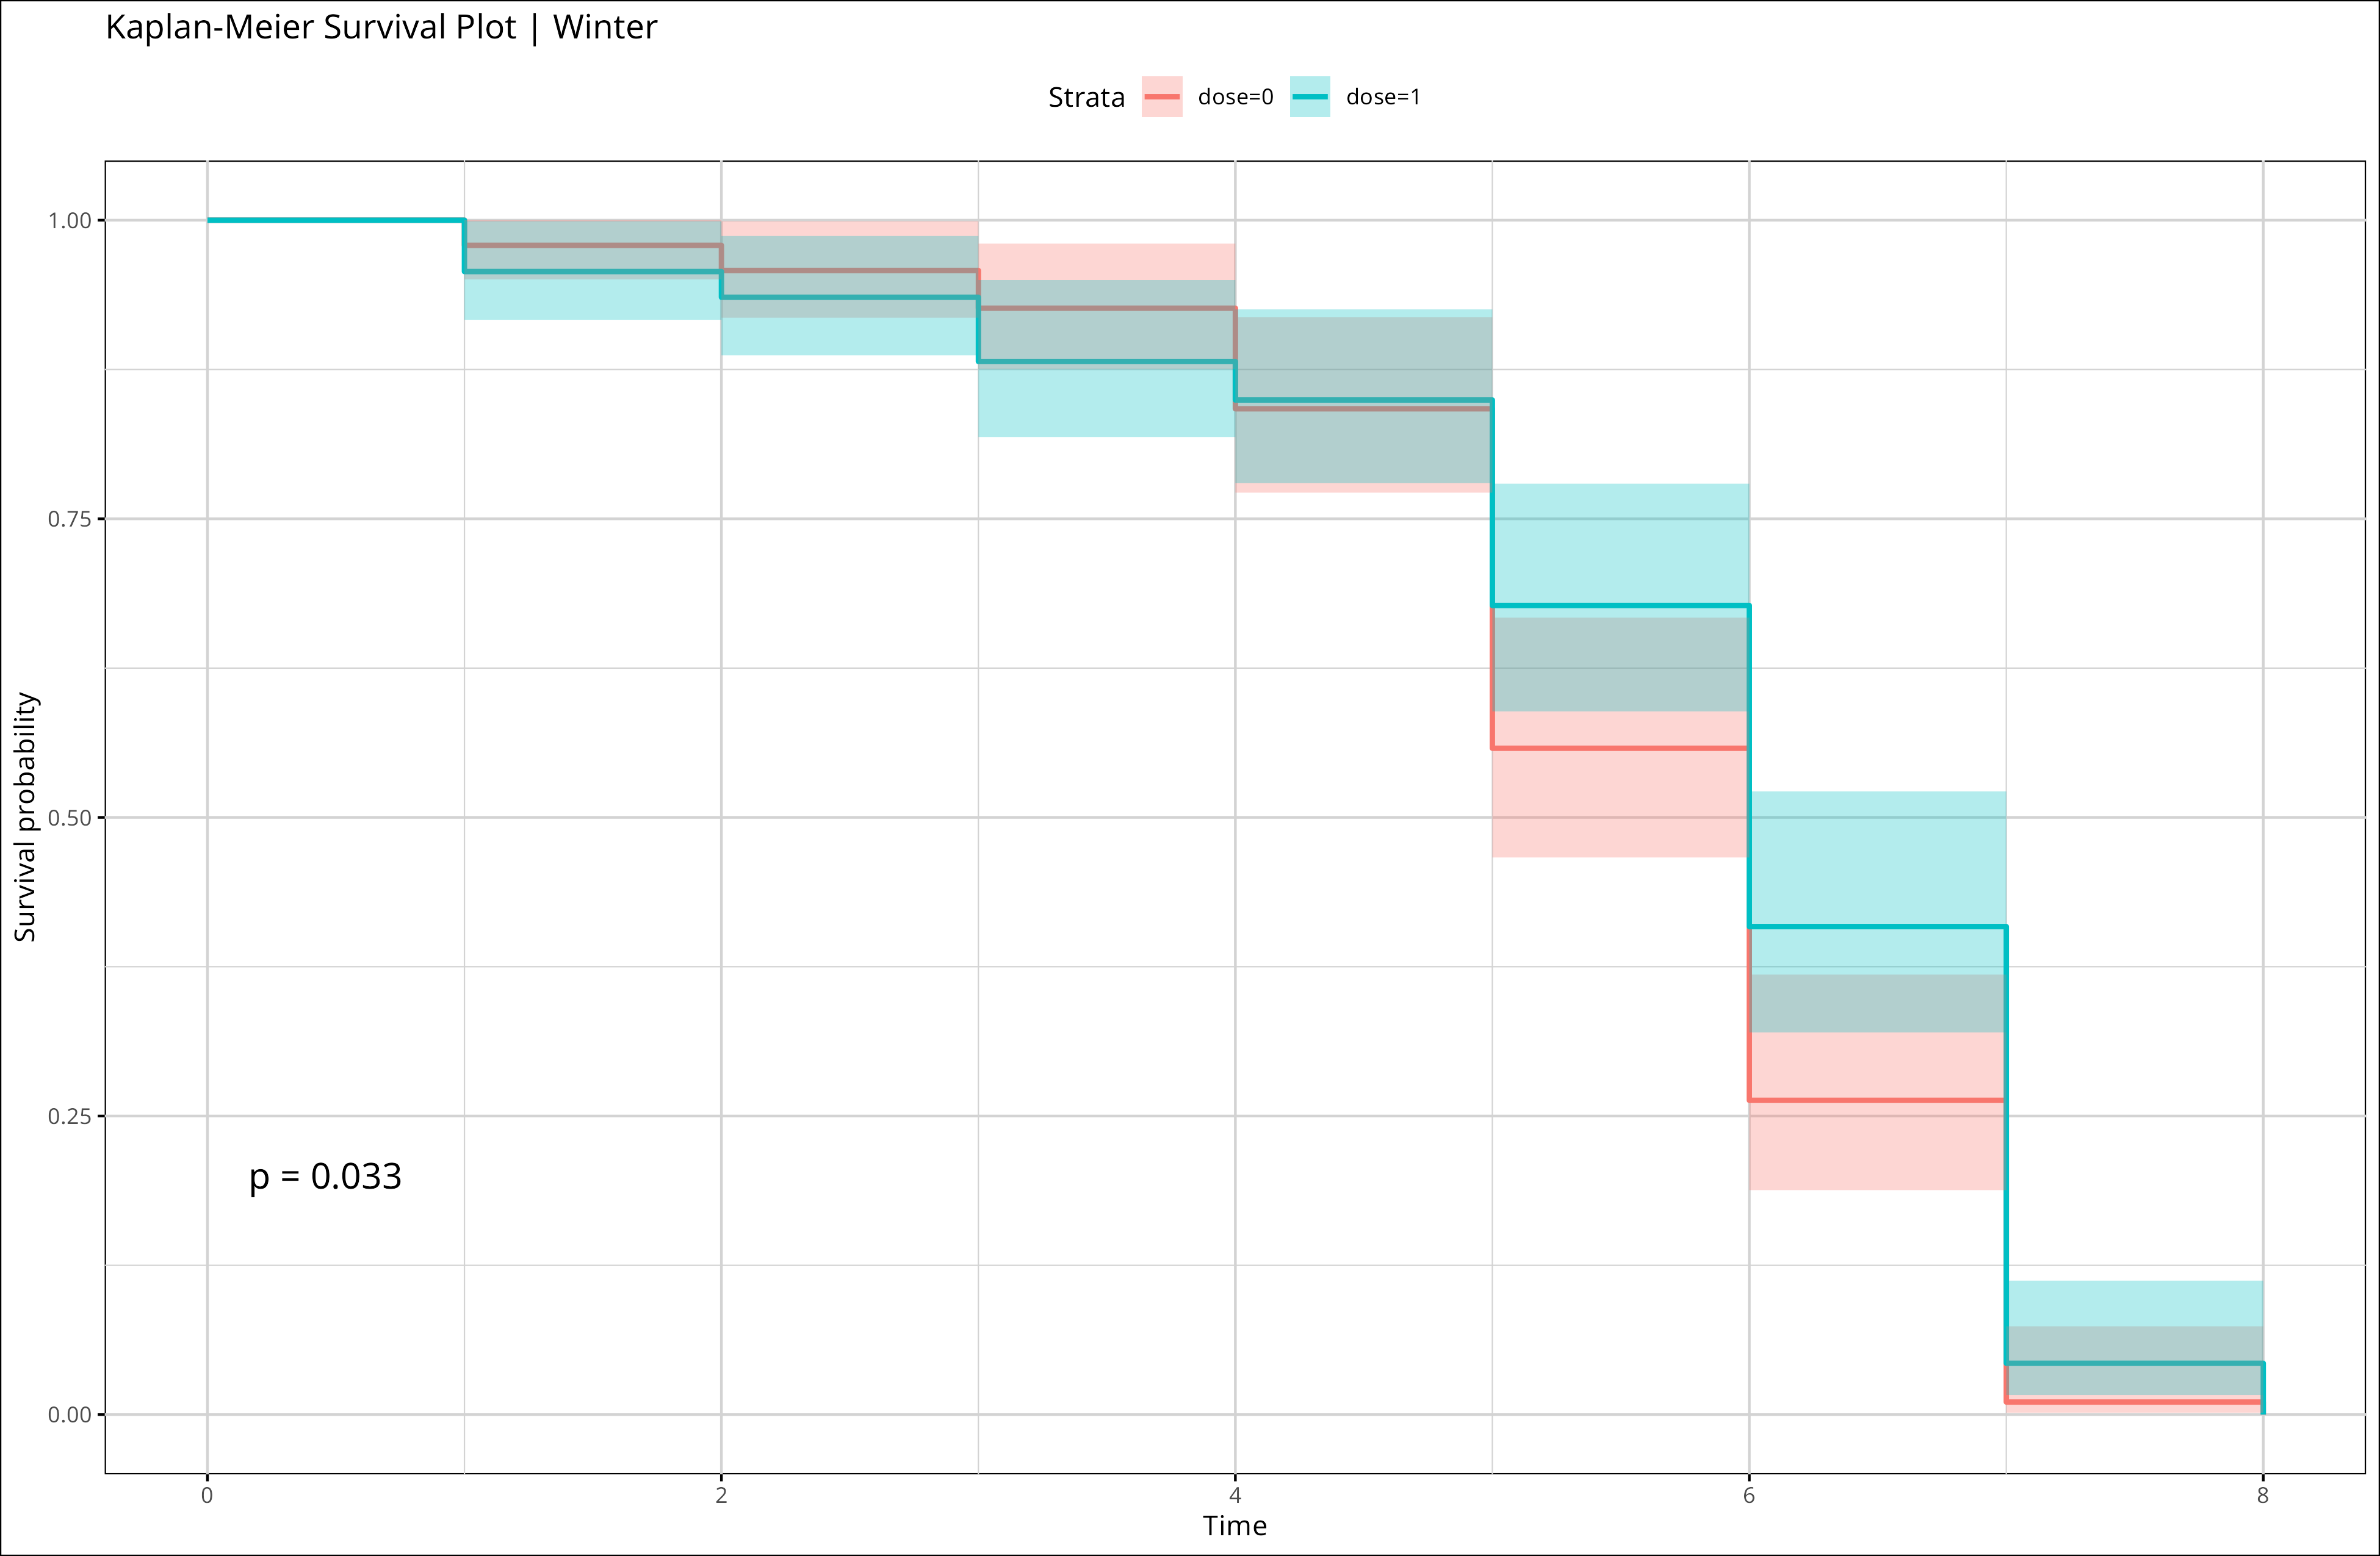 Kaplan-Meier Survival Plot | Winter
Strata dose=0 dose=1
Survival probability
1.00
0.75
0.50
0.25
0.00
p = 0.033
0 2 4 6 8
Time